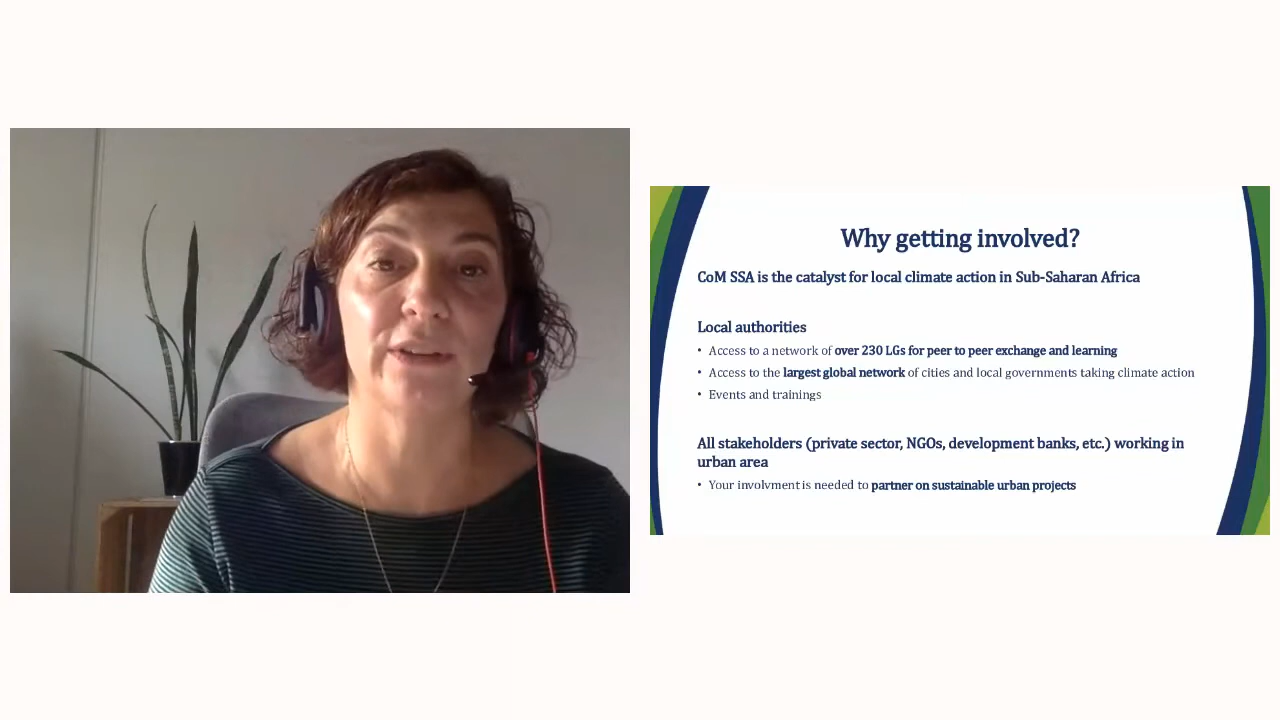 Why getting involved?
CoM SSA is the catalyst for local climate action in Sub-Saharan Africa
Local authorities
• Access to a network of over 230 LGs for peer to peer exchange and learning
• Access to the largest global network of cities and local governments taking climate action
• Events and trainings
All stakeholders (private sector, NGOs, development banks, etc.) working in
urban area
• Your involvment is needed to partner on sustainable urban projects